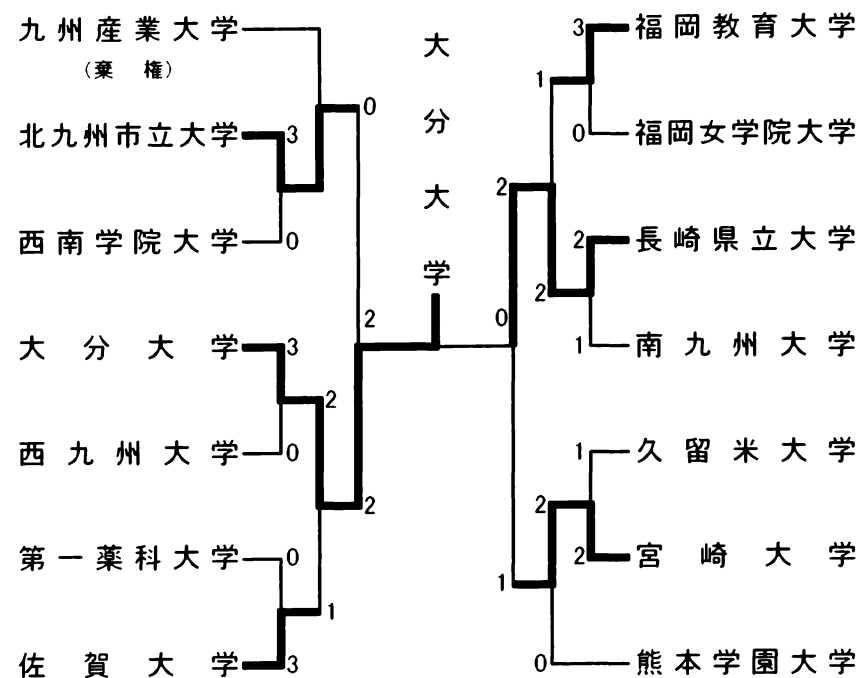 九州産業大学
(棄権)
0
北九州市立大学 3
西南学院大学 0
大分大学 3
2
西九州大学 0
2
2
第一薬科大学 0
1
佐賀大学 3
大分大学
3 福岡教育大学
1
0 福岡女学院大学
2
2 長崎県立大学
2
0
1 南九州大学
1 久留米大学
2
2 宮崎大学
1
0 熊本学園大学